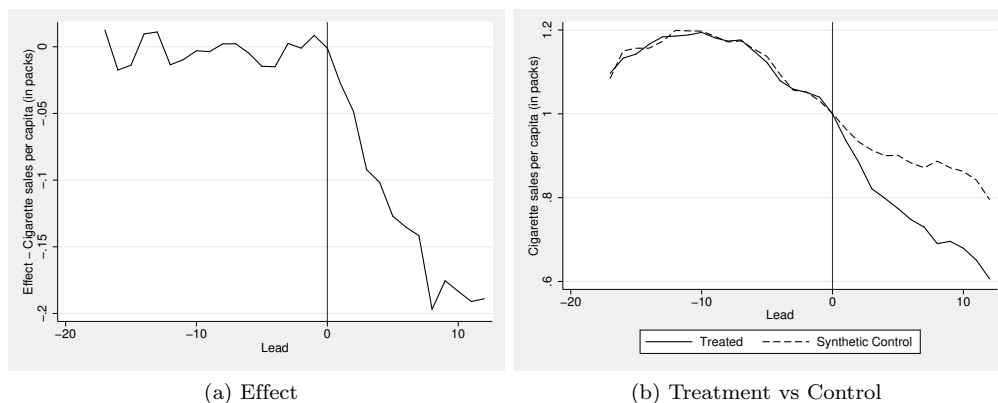 Effect − Cigarette sales per capita (in packs)
0
−.05
−.1
−.15
−.2
−20
−10
0
10
Lead
(a) Effect
Cigarette sales per capita (in packs)
1.2
1
.8
.6
−20
−10
0
10
Lead
Treated
Synthetic Control
(b) Treatment vs Control